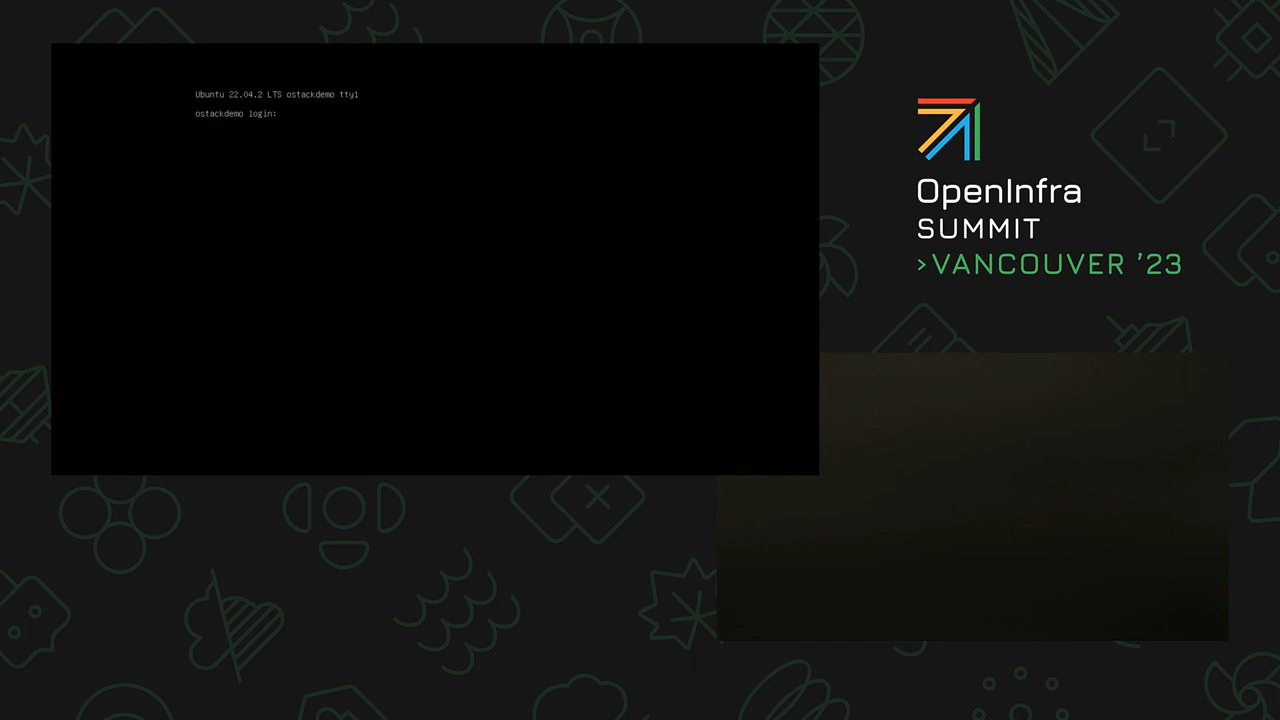 Ubuntu 22.04.2 LTS ostackdemo tty1
ostackdemo login:
OpenInfra
SUMMIT
>VANCOUVER '23